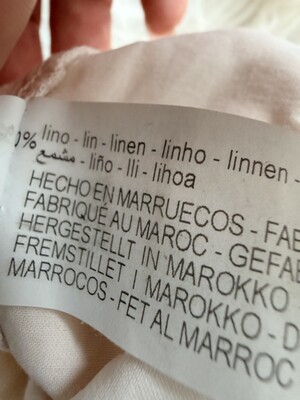 0% lino - lin - linen - linho - linnen -
مشمع - liño - lli - lihoa
HECHO EN MARRUECOS - FAB
FABRIQUÉ AU MAROC - GEFAB
HERGESTELLT IN MAROKKO -
FREMSTILLET I MAROKKO - D
MARROCOS - FET AL MARROC